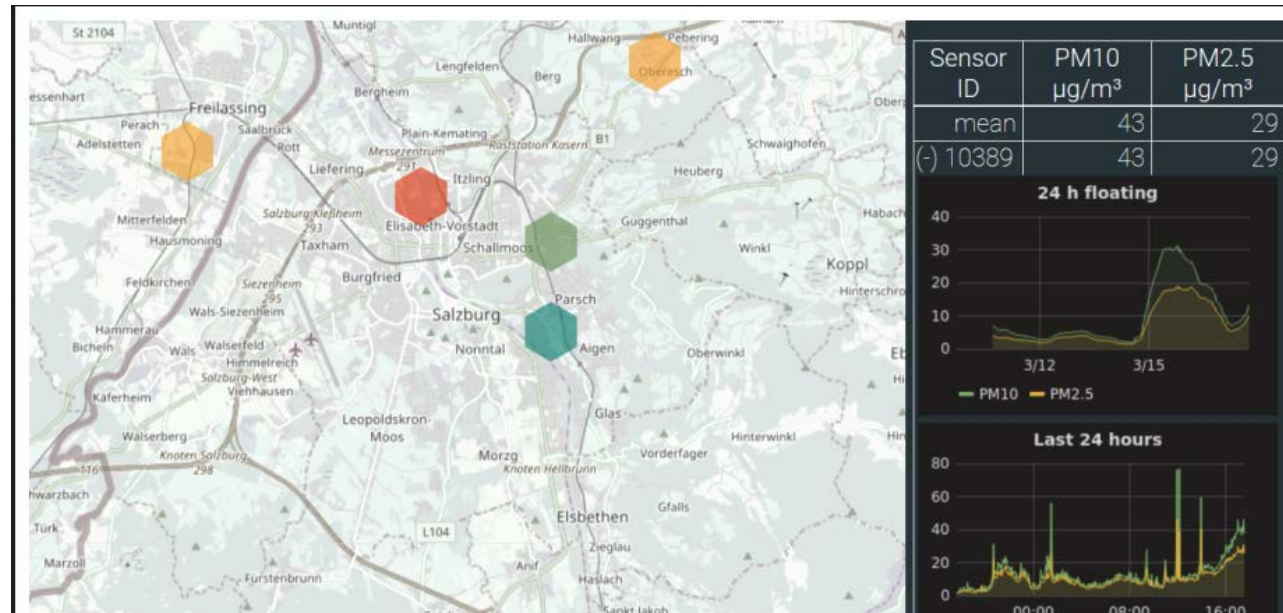 St 2104
Muntigl
Hallwang
Pebering
Lengfelden
Berg
Oberesch
Bergheim
Freilassing
Perach
Adelstetten
Saalbrück
Rott
Plain-Kemating
Raststation Kasern
B1
Schwaighofen
Messezentrum
291
Liefering
Itzling
Heuberg
Mitterfelden
Salzburg-Kleßheim
293
Elisabeth-Vorstadt
Guggenthal
Hausmoning
Taxham
Schallmoos
Winkl
Koppl
Burgfried
Feldkirchen
Siezenheim
295
Parsch
Wals-Siezenheim
Salzburg
Hammerau
Bicheln
Wals
Walserfeld
Himmelreich
Nonntal
Aigen
Oberwinkl
Salzburg-West
Viehhausen
Käferheim
Leopoldskron-
Moos
Glas
Walserberg
Knoten Salzburg
298
Hinterwinkl
116
Morzg
Knoten Hellbrunn
Vorderfager
Gfalls
L104
Elsbethen
Türk
Zieglau
Marzoll
Fürstenbrunn
Anif
Haslach
Sankt Jakob
Sensor ID PM10 µg/m³ PM2.5 µg/m³
mean 43 29
(-) 10389 43 29
24 h floating
40
30
20
10
0
3/12 3/15
PM10 PM2.5
Last 24 hours
80
60
40
20
0
00:00 08:00 16:00